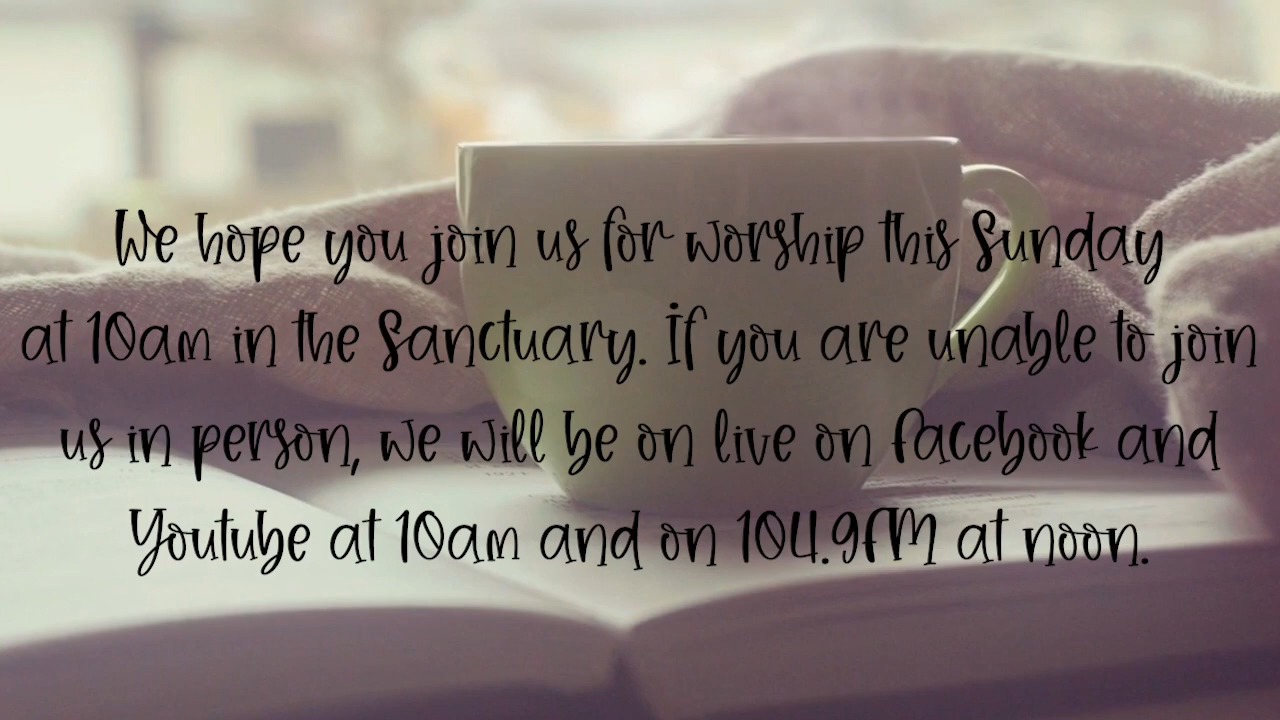 We hope you join us for worship this Sunday
at 10am in the Sanctuary. If you are unable to join
us in person, we will be on live on Facebook and
Youtube at 10am and on 104.9FM at noon.